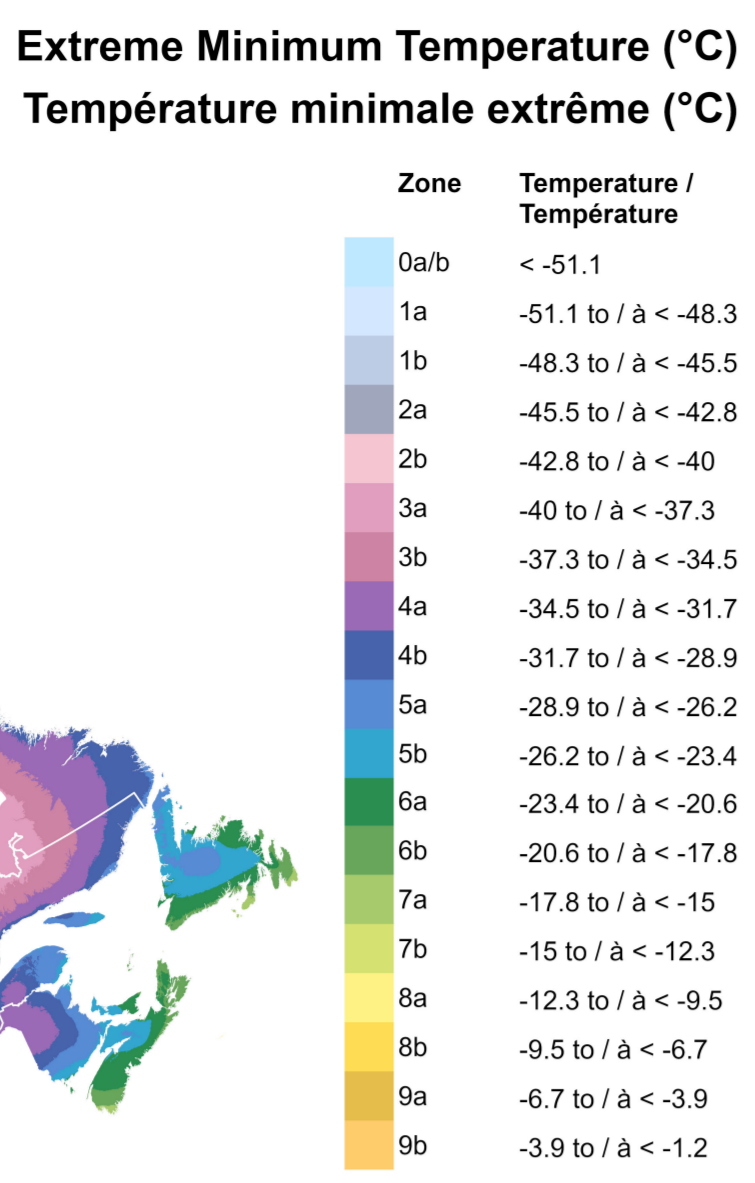 Extreme Minimum Temperature (°C)
Température minimale extrême (°C)
Zone Temperature /
Température
0a/b < -51.1
1a -51.1 to / à < -48.3
1b -48.3 to / à < -45.5
2a -45.5 to / à < -42.8
2b -42.8 to / à < -40
3a -40 to / à < -37.3
3b -37.3 to / à < -34.5
4a -34.5 to / à < -31.7
4b -31.7 to / à < -28.9
5a -28.9 to / à < -26.2
5b -26.2 to / à < -23.4
6a -23.4 to / à < -20.6
6b -20.6 to / à < -17.8
7a -17.8 to / à < -15
7b -15 to / à < -12.3
8a -12.3 to / à < -9.5
8b -9.5 to / à < -6.7
9a -6.7 to / à < -3.9
9b -3.9 to / à < -1.2